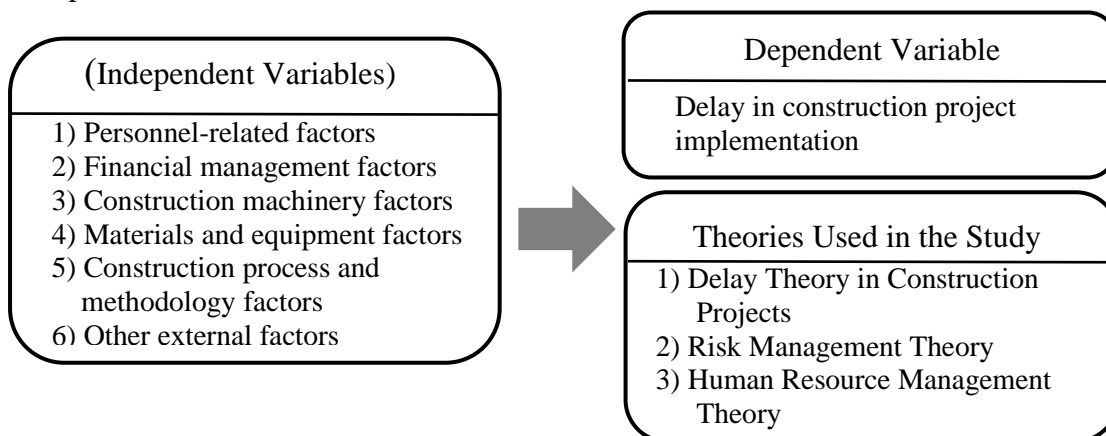 (Independent Variables)
1) Personnel-related factors
2) Financial management factors
3) Construction machinery factors
4) Materials and equipment factors
5) Construction process and
methodology factors
6) Other external factors
Dependent Variable
Delay in construction project
implementation
Theories Used in the Study
1) Delay Theory in Construction
Projects
2) Risk Management Theory
3) Human Resource Management
Theory